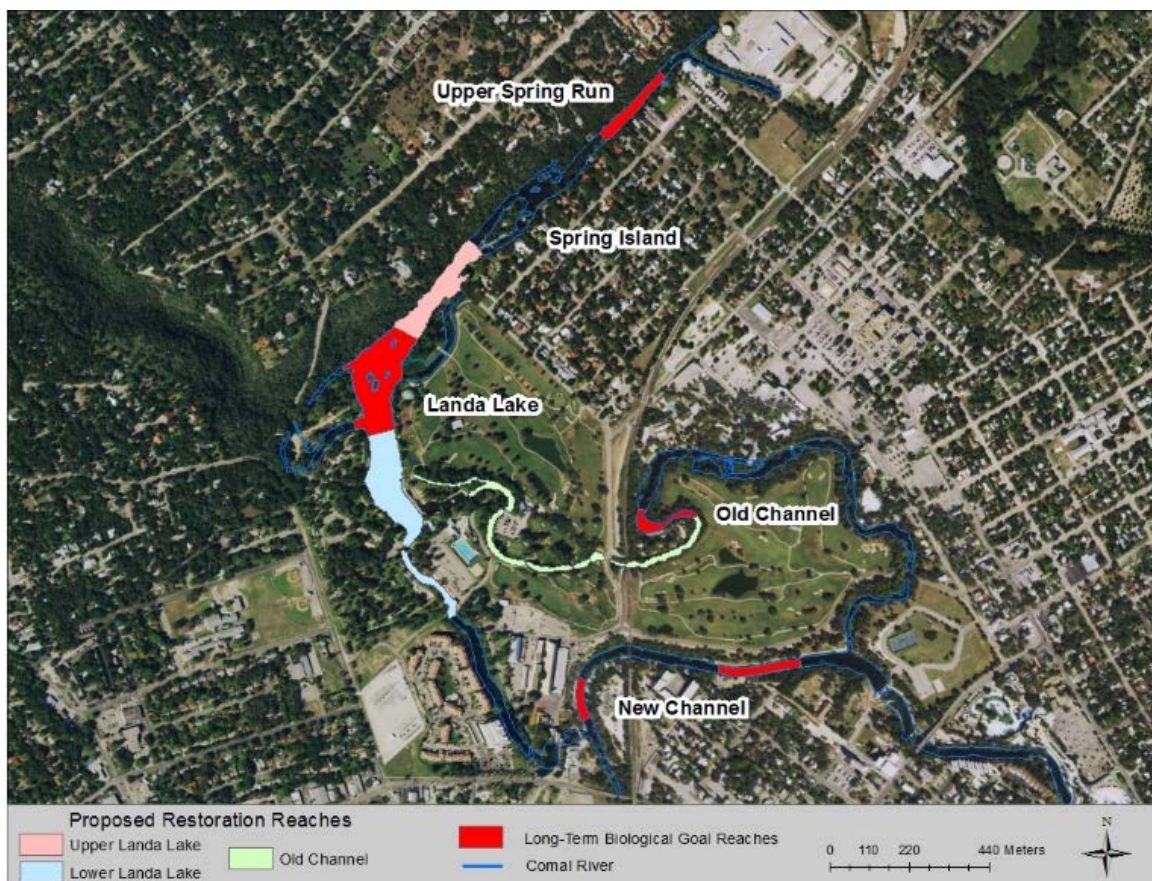 Upper Spring Run
Spring Island
Landa Lake
Old Channel
New Channel
Proposed Restoration Reaches
Upper Landa Lake
Lower Landa Lake
Old Channel
Long-Term Biological Goal Reaches
Comal River
0 110 220 440 Meters
N